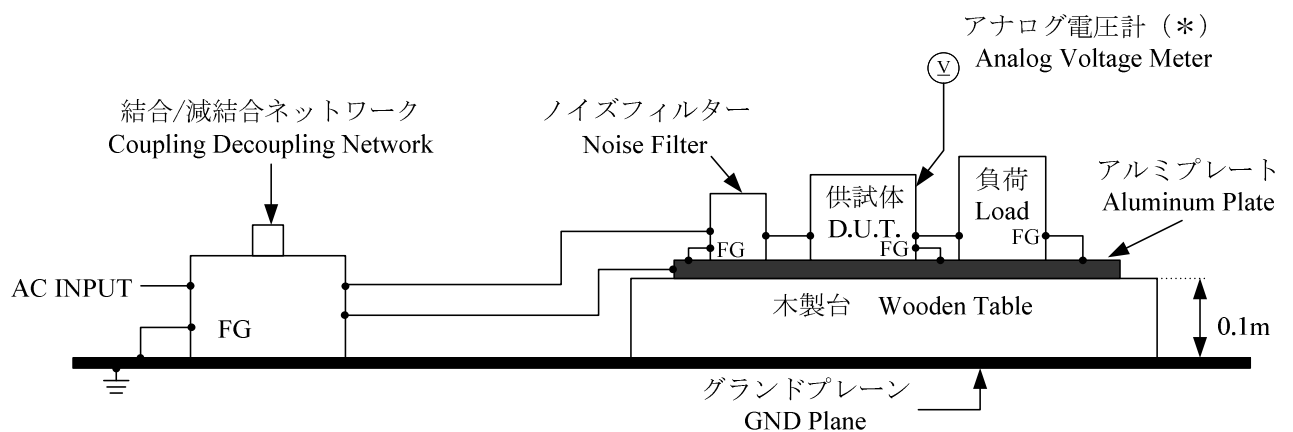 アナログ電圧計（＊）
Analog Voltage Meter
V
結合/減結合ネットワーク
Coupling Decoupling Network
ノイズフィルター
Noise Filter
供試体
D.U.T.
負荷
Load
アルミプレート
Aluminum Plate
FG
FG
FG
AC INPUT
FG
木製台 Wooden Table
0.1m
グランドプレーン
GND Plane